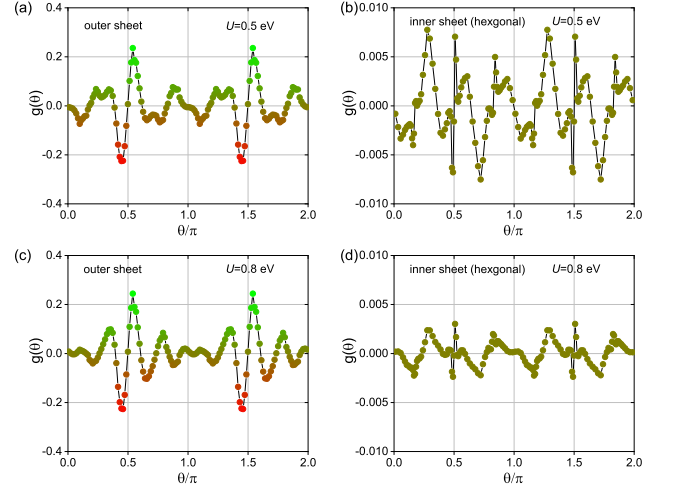 (a)
outer sheet
U=0.5 eV
0.4
0.2
0.0
-0.2
-0.4
g(θ)
0.0 0.5 1.0 1.5 2.0
θ/π
(b)
inner sheet (hexgonal)
U=0.5 eV
0.010
0.005
0.000
-0.005
-0.010
g(θ)
0.0 0.5 1.0 1.5 2.0
θ/π
(c)
outer sheet
U=0.8 eV
0.4
0.2
0.0
-0.2
-0.4
g(θ)
0.0 0.5 1.0 1.5 2.0
θ/π
(d)
inner sheet (hexgonal)
U=0.8 eV
0.010
0.005
0.000
-0.005
-0.010
g(θ)
0.0 0.5 1.0 1.5 2.0
θ/π